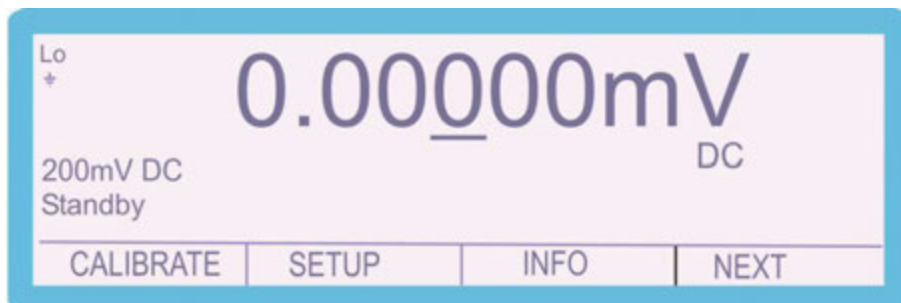 Lo
0.00000mV
DC
200mV DC
Standby
CALIBRATE SETUP INFO NEXT